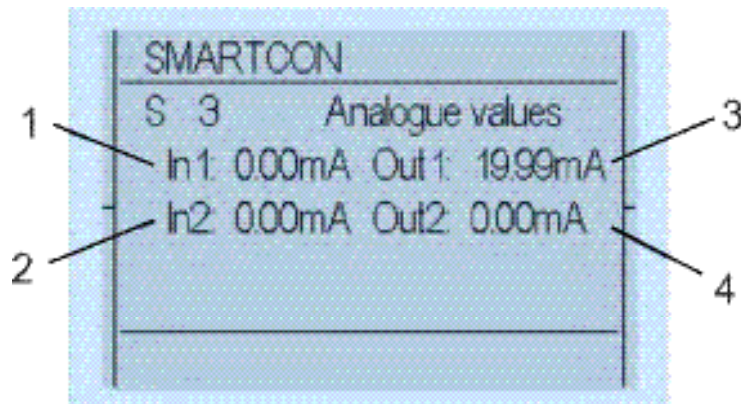 SMARTCON
S 3 Analogue values
1 In1: 0.00mA Out1: 19.99mA 3
In2: 0.00mA Out2: 0.00mA
2 4